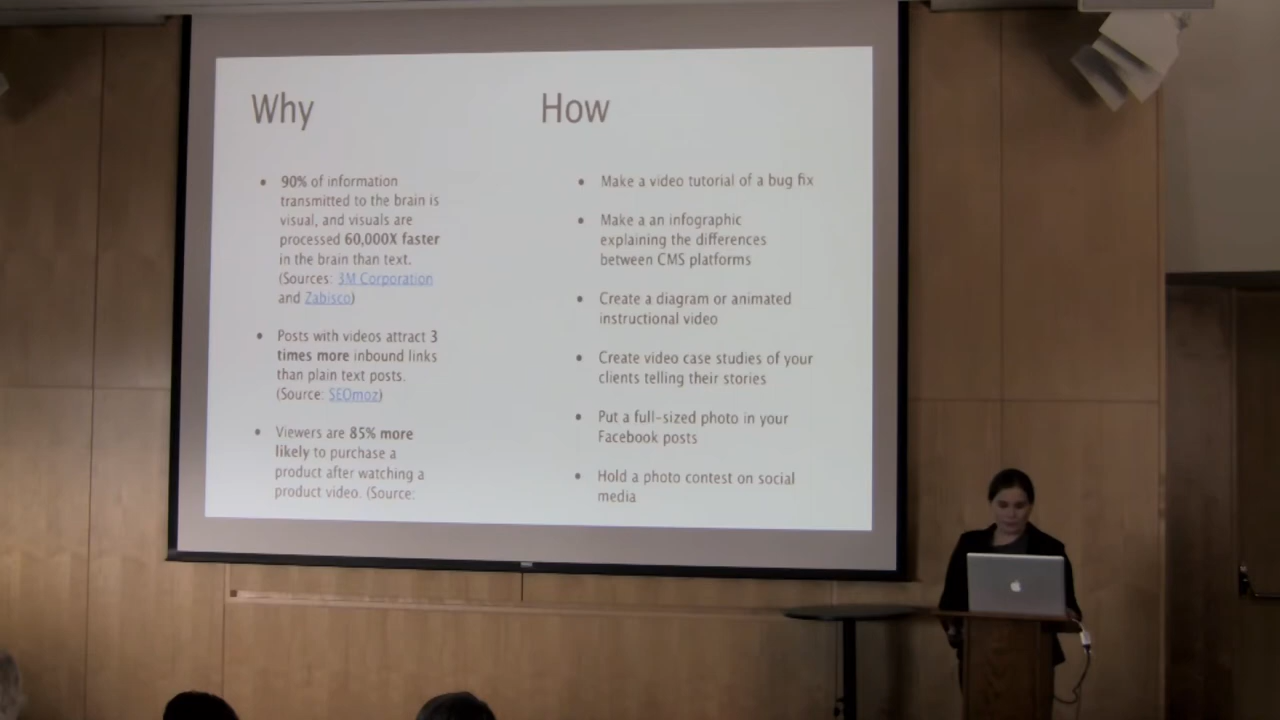 Why
• 90% of information
transmitted to the brain is
visual, and visuals are
processed 60,000X faster
in the brain than text.
(Sources: 3M Corporation
and Zabisco)
• Posts with videos attract 3
times more inbound links
than plain text posts.
(Source: SEOmoz)
• Viewers are 85% more
likely to purchase a
product after watching a
product video. (Source:
How
• Make a video tutorial of a bug fix
• Make a an infographic
explaining the differences
between CMS platforms
• Create a diagram or animated
instructional video
• Create video case studies of your
clients telling their stories
• Put a full-sized photo in your
Facebook posts
• Hold a photo contest on social
media